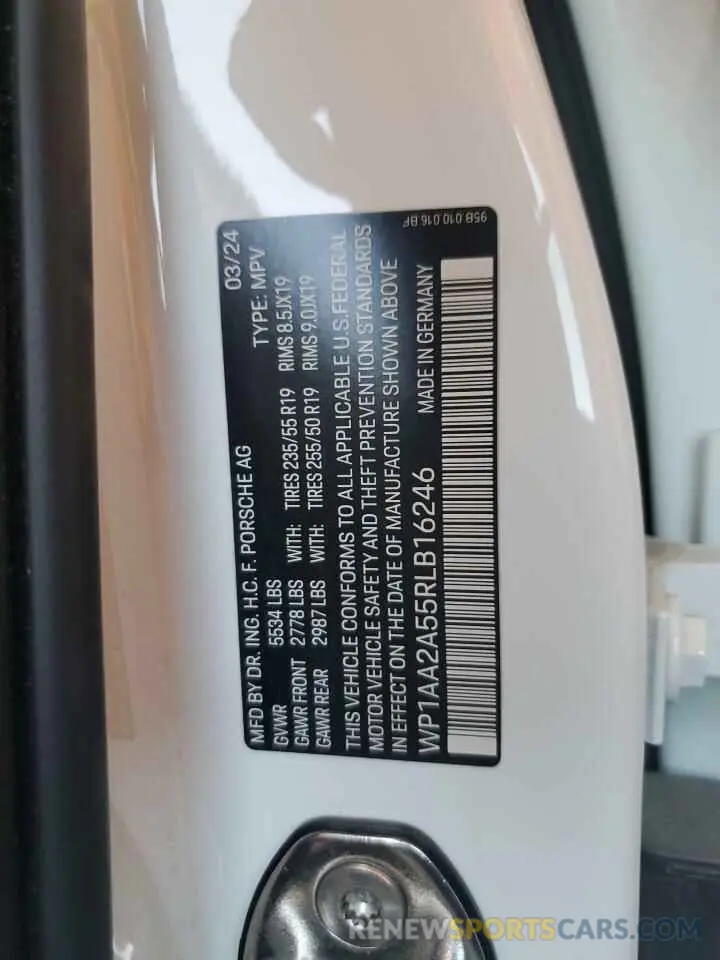 MFD BY DR. ING. H.C. F. PORSCHE AG 03/24
GVWR 5534 LBS TYPE: MPV
GAWR FRONT 2778 LBS WITH: TIRES 235/55 R19 RIMS 8.5JX19
GAWR REAR 2987 LBS WITH: TIRES 255/50 R19 RIMS 9.0JX19
THIS VEHICLE CONFORMS TO ALL APPLICABLE U.S. FEDERAL
MOTOR VEHICLE SAFETY AND THEFT PREVENTION STANDARDS
IN EFFECT ON THE DATE OF MANUFACTURE SHOWN ABOVE
WP1AA2A55RLB16246 MADE IN GERMANY
95B.010.016.BF
RENEWSPORTSCARS.COM